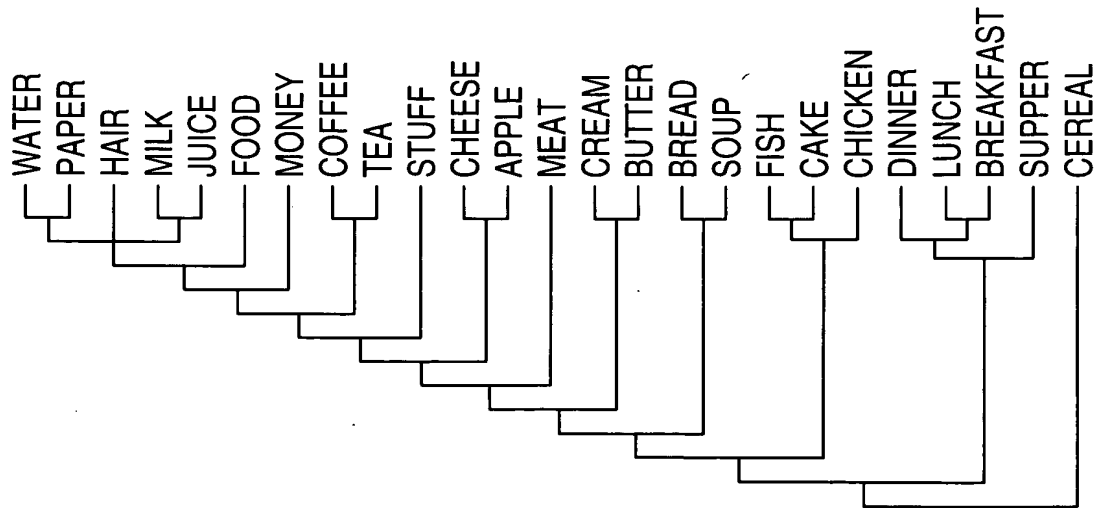 WATER
PAPER
HAIR
MILK
JUICE
FOOD
MONEY
COFFEE
TEA
STUFF
CHEESE
APPLE
MEAT
CREAM
BUTTER
BREAD
SOUP
FISH
CAKE
CHICKEN
DINNER
LUNCH
BREAKFAST
SUPPER
CEREAL